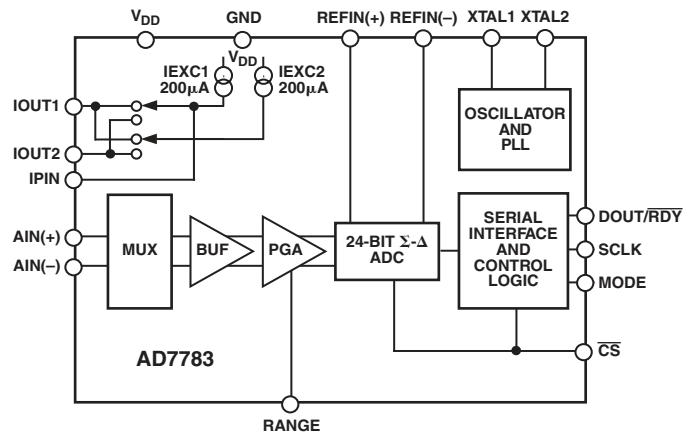 VDD GND REFIN(+) REFIN(–) XTAL1 XTAL2
VDD
IEXC1 IEXC2
200μA 200μA
IOUT1
IOUT2
IPIN
OSCILLATOR
AND
PLL
AIN(+)
AIN(–)
MUX
BUF
PGA
24-BIT Σ-Δ
ADC
SERIAL
INTERFACE
AND
CONTROL
LOGIC
DOUT/RDY
SCLK
MODE
CS
AD7783
RANGE